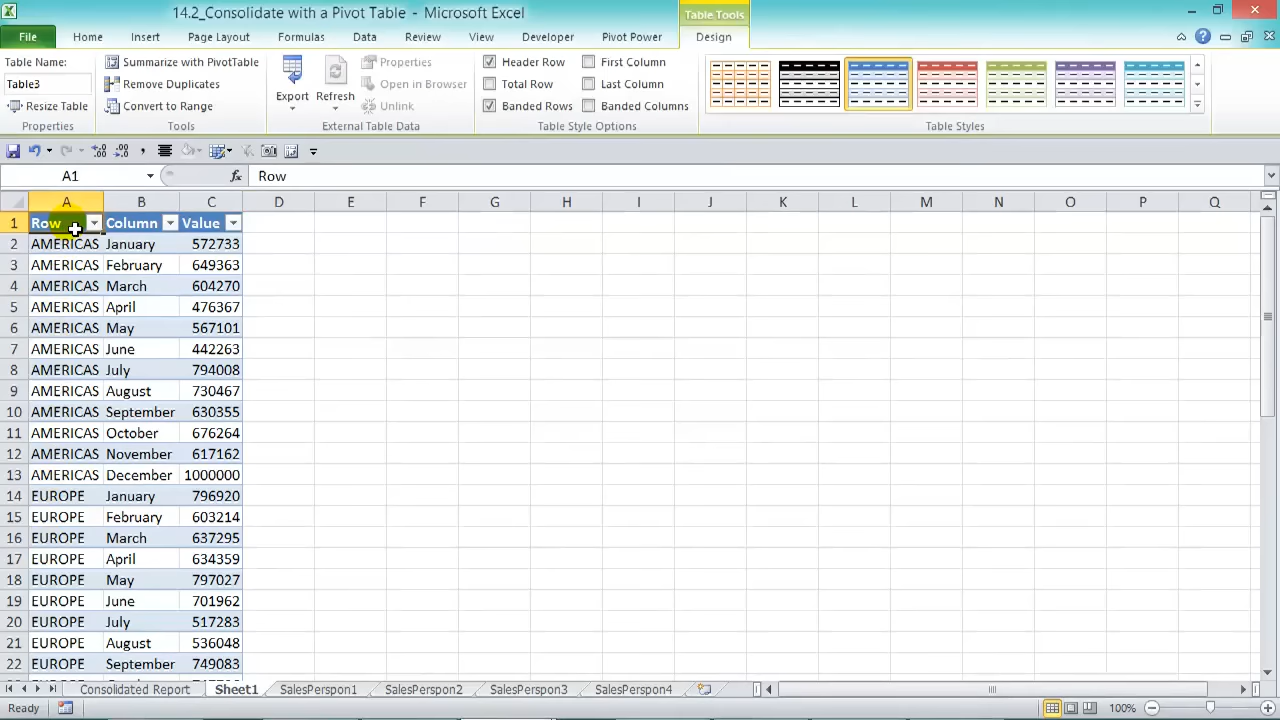 14.2_Consolidate with a Pivot Table - Microsoft Excel
Table Tools
File Home Insert Page Layout Formulas Data Review View Developer Pivot Power Design
Table Name:
Table3
Resize Table
Properties
Summarize with PivotTable
Remove Duplicates
Convert to Range
Tools
Export
Refresh
Properties
Open in Browser
Unlink
External Table Data
Header Row
Total Row
Banded Rows
First Column
Last Column
Banded Columns
Table Style Options
Table Styles
A1 fx Row
A B C D E F G H I J K L M N O P Q
1 Row Column Value
2 AMERICAS January 572733
3 AMERICAS February 649363
4 AMERICAS March 604270
5 AMERICAS April 476367
6 AMERICAS May 567101
7 AMERICAS June 442263
8 AMERICAS July 794008
9 AMERICAS August 730467
10 AMERICAS September 630355
11 AMERICAS October 676264
12 AMERICAS November 617162
13 AMERICAS December 1000000
14 EUROPE January 796920
15 EUROPE February 603214
16 EUROPE March 637295
17 EUROPE April 634359
18 EUROPE May 797027
19 EUROPE June 701962
20 EUROPE July 517283
21 EUROPE August 536048
22 EUROPE September 749083
Consolidated Report Sheet1 SalesPerspon1 SalesPerspon2 SalesPerspon3 SalesPerspon4
Ready 100%